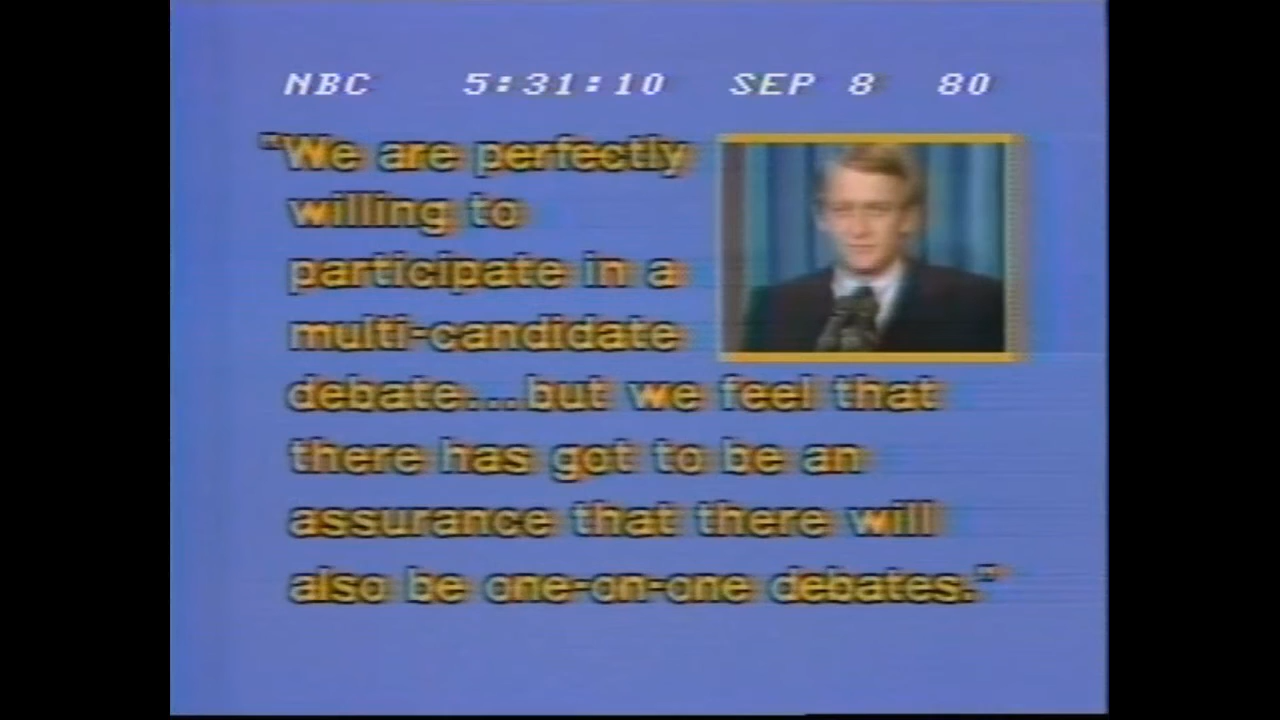 NBC 5:31:10 SEP 8 80
"We are perfectly
willing to
participate in a
multi-candidate
debate...but we feel that
there has got to be an
assurance that there will
also be one-on-one debates."